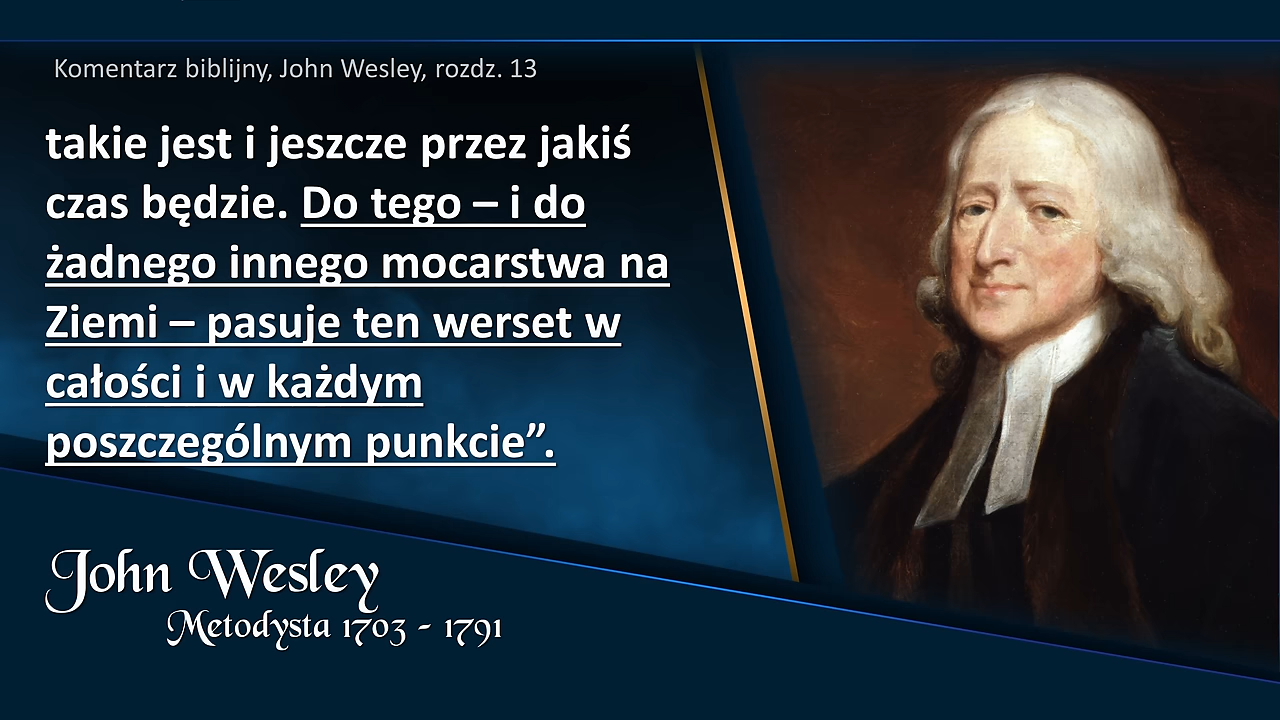 Komentarz biblijny, John Wesley, rozdz. 13
takie jest i jeszcze przez jakiś
czas będzie. Do tego – i do
żadnego innego mocarstwa na
Ziemi – pasuje ten werset w
całości i w każdym
poszczególnym punkcie”.
John Wesley
Metodysta 1703 - 1791